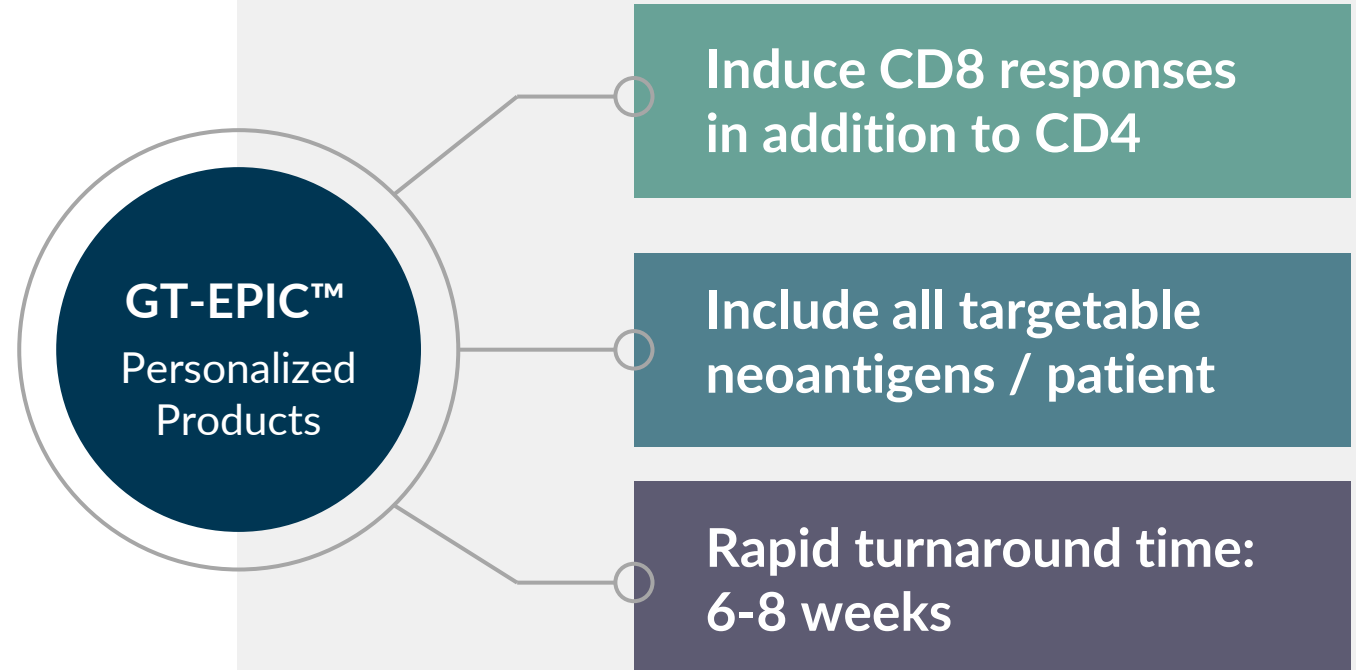 GT-EPIC™
Personalized
Products
Induce CD8 responses
in addition to CD4
Include all targetable
neoantigens / patient
Rapid turnaround time:
6-8 weeks